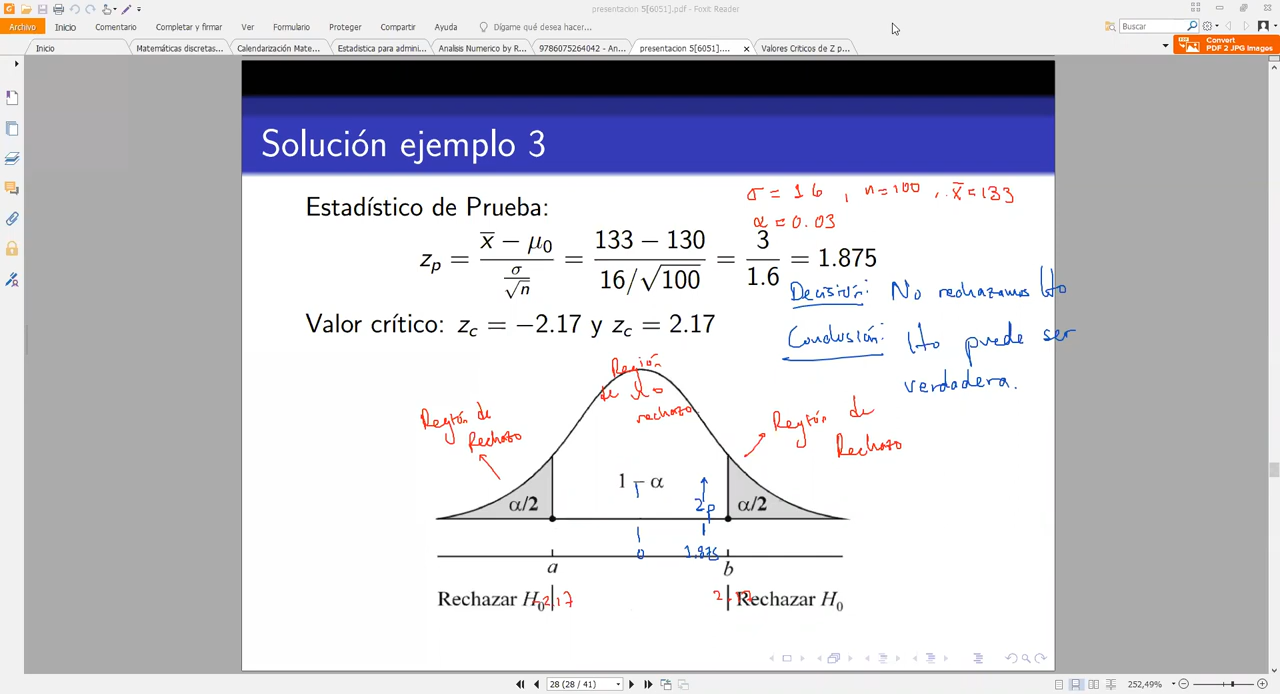 presentacion 5[6051].pdf - Foxit Reader
Archivo Inicio Comentario Completar y firmar Ver Formulario Proteger Compartir Ayuda Dígame qué desea hacer... Buscar
Inicio Matemáticas discretas... Calendarización Mate... Estadistica para admini... Analisis Numerico by R... 9786075264042 - An... presentacion 5[6051].... Valores Criticos de Z p...
Convert
PDF 2 JPG Images
Solución ejemplo 3
σ = 16 , n=100 , x̄=133
α = 0.03
Estadístico de Prueba:
z_p = (x̄ − μ_0)/(σ/√n) = (133 − 130)/(16/√100) = 3/1.6 = 1.875
Decisión: No rechazamos Ho
Valor crítico: z_c = −2.17 y z_c = 2.17
Conclusión: Ho puede ser
verdadera.
Región
de No
rechazo
Región de
Rechazo
Región de
Rechazo
1 − α
α/2 Zp α/2
0 1.875
a b
Rechazar H_0 -2.17 2.17 Rechazar H_0
28 (28 / 41) 252,49%